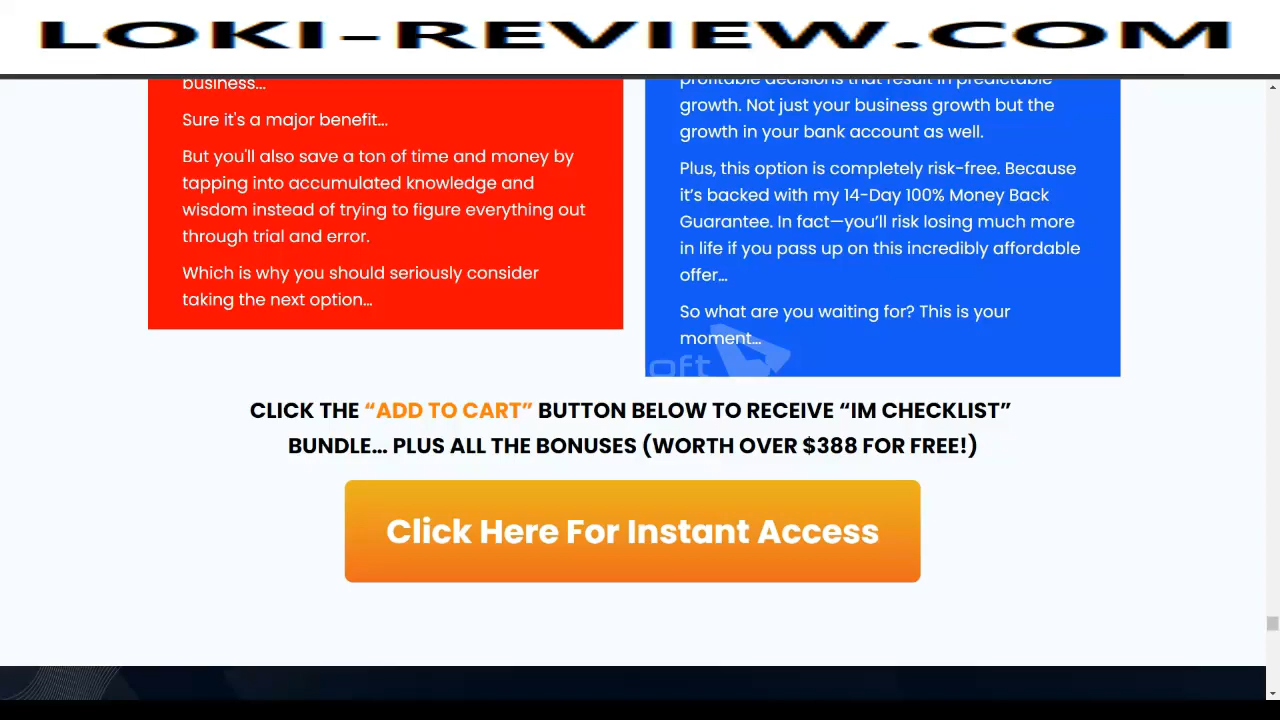 LOKI-REVIEW.COM
business...
Sure it's a major benefit...
But you'll also save a ton of time and money by
tapping into accumulated knowledge and
wisdom instead of trying to figure everything out
through trial and error.
Which is why you should seriously consider
taking the next option...
profitable decisions that result in predictable
growth. Not just your business growth but the
growth in your bank account as well.
Plus, this option is completely risk-free. Because
it’s backed with my 14-Day 100% Money Back
Guarantee. In fact—you’ll risk losing much more
in life if you pass up on this incredibly affordable
offer...
So what are you waiting for? This is your
moment...
oft
CLICK THE “ADD TO CART” BUTTON BELOW TO RECEIVE “IM CHECKLIST”
BUNDLE... PLUS ALL THE BONUSES (WORTH OVER $388 FOR FREE!)
Click Here For Instant Access